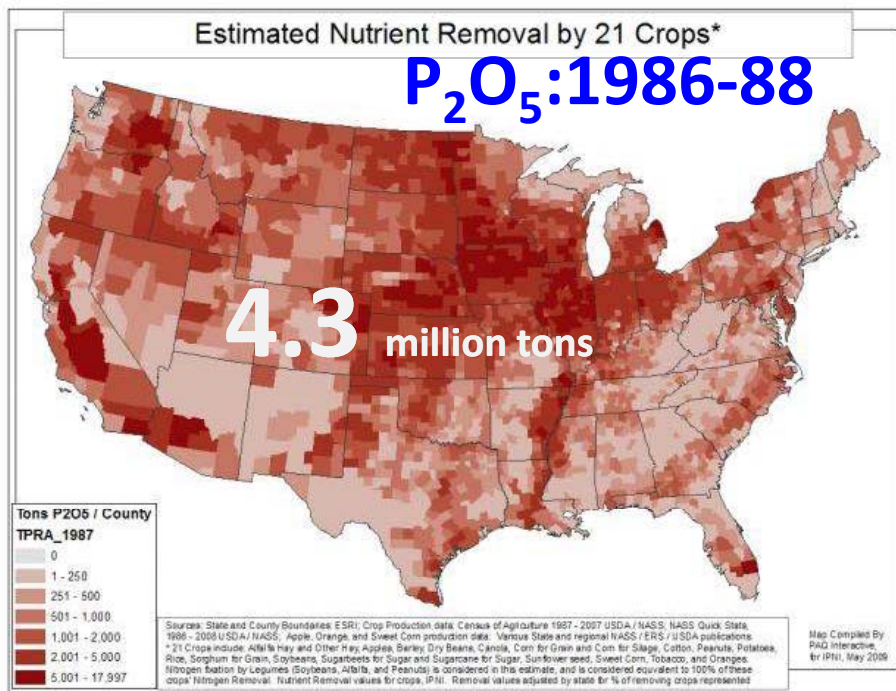 Estimated Nutrient Removal by 21 Crops*
P₂O₅:1986-88
4.3 million tons
Tons P2O5 / County
TPRA_1987
0
1 - 250
251 - 500
501 - 1,000
1,001 - 2,000
2,001 - 5,000
5,001 - 17,997
Sources: State and County Boundaries: ESRI; Crop Production data: Census of Agriculture 1987 - 2007 USDA / NASS; NASS Quick Stats,
1986 - 2008 USDA / NASS; Apple, Orange, and Sweet Corn production data: Various State and regional NASS / ERS / USDA publications.
* 21 Crops include: Alfalfa Hay and Other Hay, Apples, Barley, Dry Beans, Canola, Corn for Grain and Corn for Silage, Cotton, Peanuts, Potatoes,
Rice, Sorghum for Grain, Soybeans, Sugarbeets for Sugar and Sugarcane for Sugar, Sunflower seed, Sweet Corn, Tobacco, and Oranges.
Nitrogen fixation by Legumes (Soybeans, Alfalfa, and Peanuts) is considered in this estimate, and is considered equivalent to 100% of these
crops' Nitrogen Removal. Nutrient Removal values for crops, IPNI. Removal values adjusted by state for % of removing crops represented
Map Compiled By
PAQ Interactive,
for IPNI, May 2009